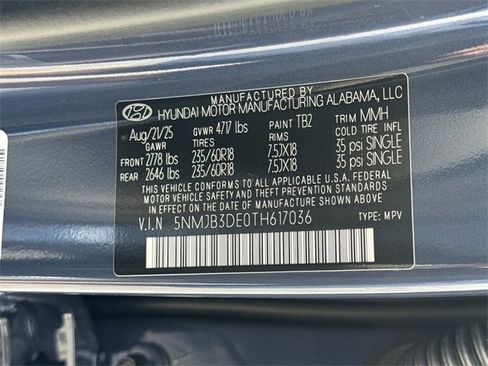 MANUFACTURED BY
HYUNDAI MOTOR MANUFACTURING ALABAMA, LLC
Aug/21/25 GVWR 4717 lbs PAINT TB2 TRIM MMH
GAWR TIRES RIMS COLD TIRE INFL.
FRONT 2778 lbs 235/60R18 7.5JX18 35 psi SINGLE
REAR 2646 lbs 235/60R18 7.5JX18 35 psi SINGLE
THIS VEHICLE CONFORMS TO ALL APPLICABLE U.S.A. FEDERAL
MOTOR VEHICLE SAFETY AND THEFT PREVENTION STANDARDS
IN EFFECT ON THE DATE OF MANUFACTURE SHOWN ABOVE.
V.I.N 5NMJB3DE0TH617036 TYPE: MPV